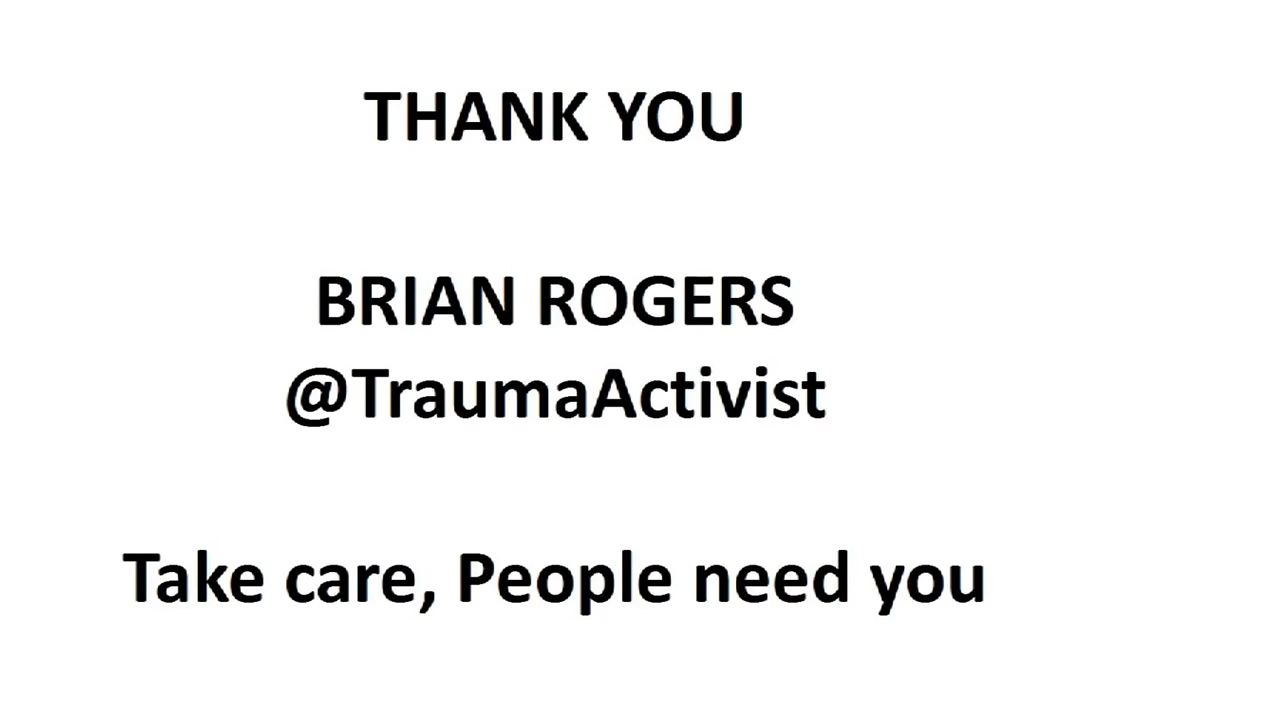 THANK YOU
BRIAN ROGERS
@TraumaActivist
Take care, People need you